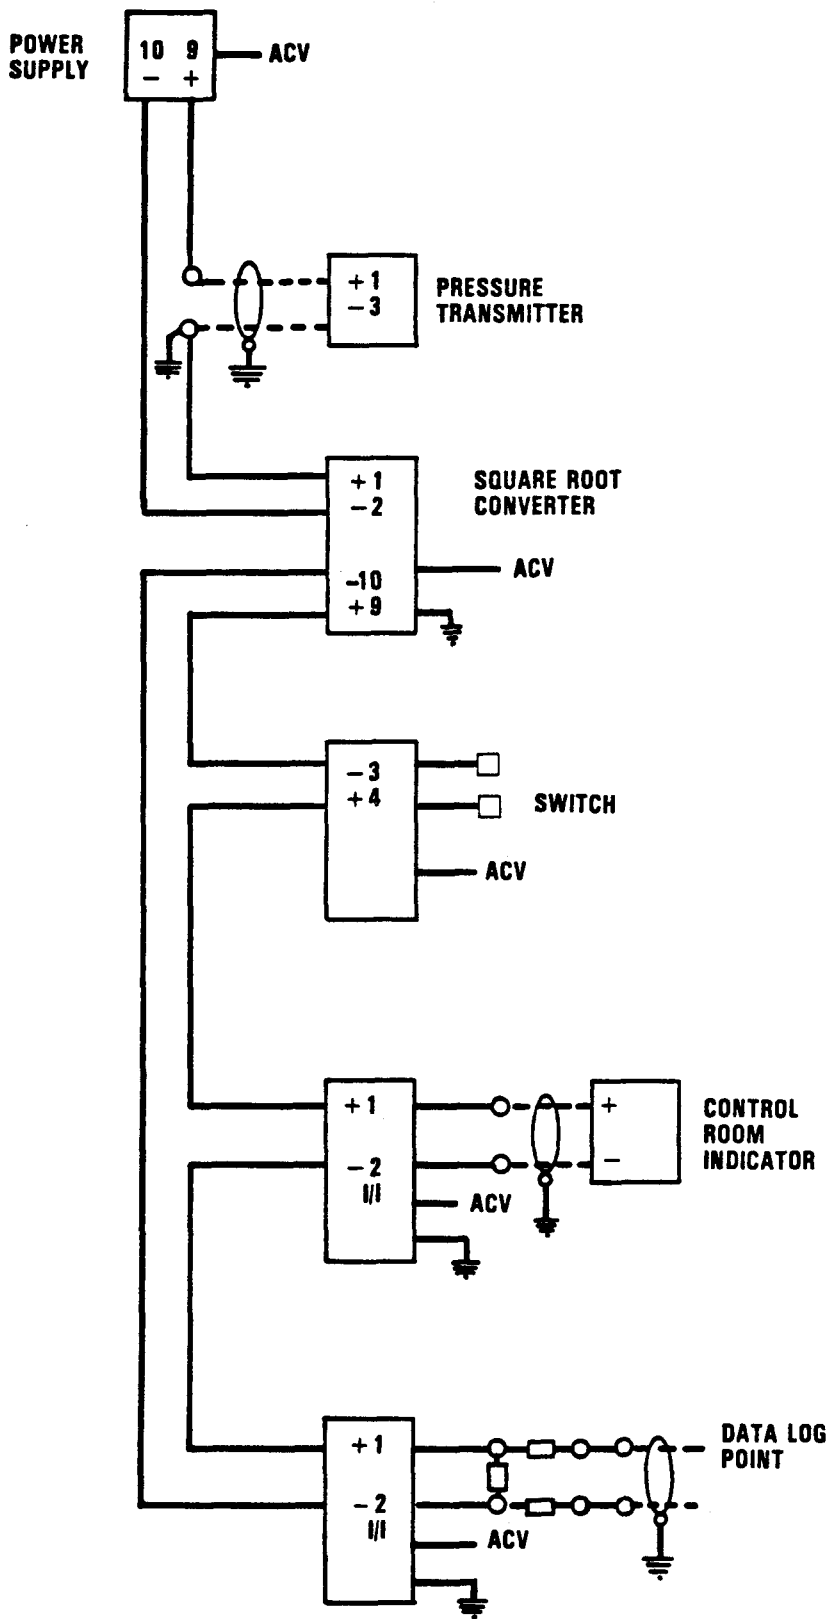 POWER
SUPPLY
10 9
− +
ACV
+ 1
− 3
PRESSURE
TRANSMITTER
+ 1
− 2
SQUARE ROOT
CONVERTER
−10
+ 9
ACV
− 3
+ 4
SWITCH
ACV
+ 1
− 2
I/I
ACV
+
−
CONTROL
ROOM
INDICATOR
+ 1
− 2
I/I
ACV
DATA LOG
POINT